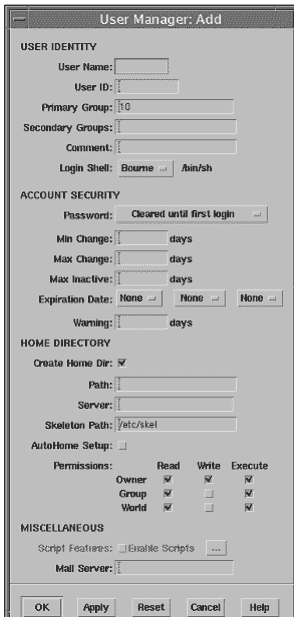 User Manager: Add
USER IDENTITY
User Name:
User ID:
Primary Group: 10
Secondary Groups:
Comment:
Login Shell: Bourne /bin/sh
ACCOUNT SECURITY
Password: Cleared until first login
Min Change: days
Max Change: days
Max Inactive: days
Expiration Date: None None None
Warning: days
HOME DIRECTORY
Create Home Dir:
Path:
Server:
Skeleton Path: /etc/skel
AutoHome Setup:
Permissions: Read Write Execute
Owner
Group
World
MISCELLANEOUS
Script Features: Enable Scripts ...
Mail Server:
OK Apply Reset Cancel Help